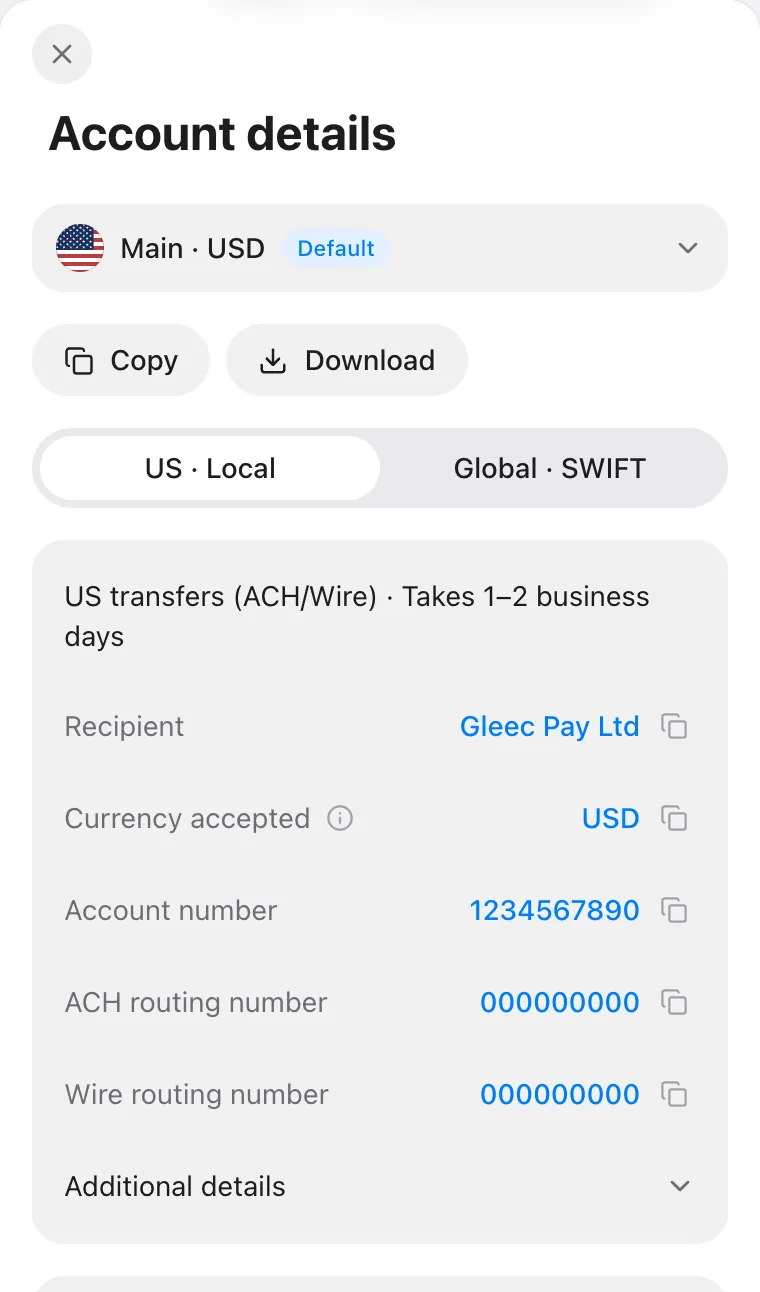 Account details
Main · USD Default
Copy Download
US · Local Global · SWIFT
US transfers (ACH/Wire) · Takes 1–2 business
days
Recipient Gleec Pay Ltd
Currency accepted USD
Account number 1234567890
ACH routing number 000000000
Wire routing number 000000000
Additional details